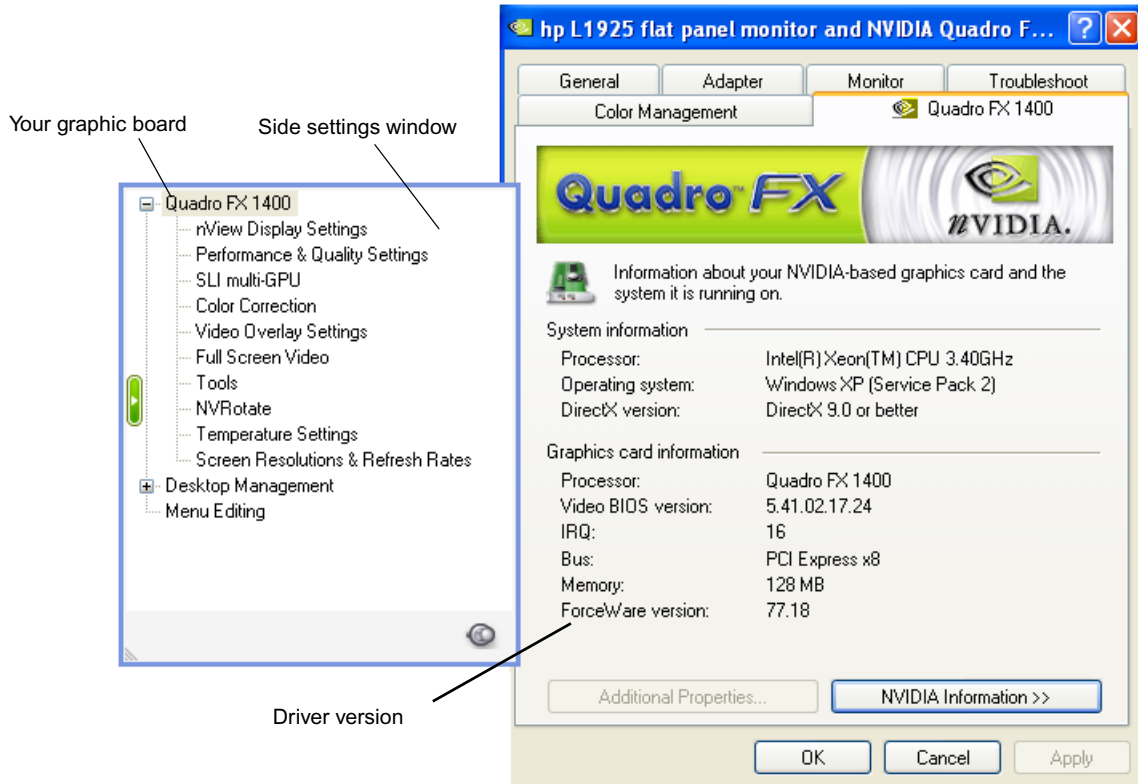 hp L1925 flat panel monitor and NVIDIA Quadro F...
General Adapter Monitor Troubleshoot
Color Management Quadro FX 1400
Your graphic board
Side settings window
Quadro FX 1400
nView Display Settings
Performance & Quality Settings
SLI multi-GPU
Color Correction
Video Overlay Settings
Full Screen Video
Tools
NVRotate
Temperature Settings
Screen Resolutions & Refresh Rates
Desktop Management
Menu Editing
Driver version
Quadro™ FX
nVIDIA.
Information about your NVIDIA-based graphics card and the
system it is running on.
System information
Processor: Intel(R) Xeon(TM) CPU 3.40GHz
Operating system: Windows XP (Service Pack 2)
DirectX version: DirectX 9.0 or better
Graphics card information
Processor: Quadro FX 1400
Video BIOS version: 5.41.02.17.24
IRQ: 16
Bus: PCI Express x8
Memory: 128 MB
ForceWare version: 77.18
Additional Properties... NVIDIA Information >>
OK Cancel Apply